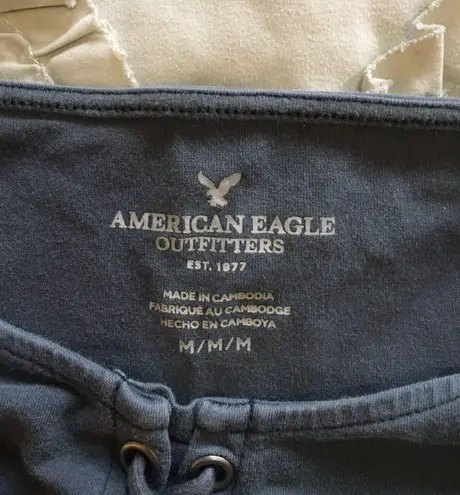 AMERICAN EAGLE
OUTFITTERS
EST. 1977
MADE IN CAMBODIA
FABRIQUÉ AU CAMBODGE
HECHO EN CAMBOYA
M/M/M